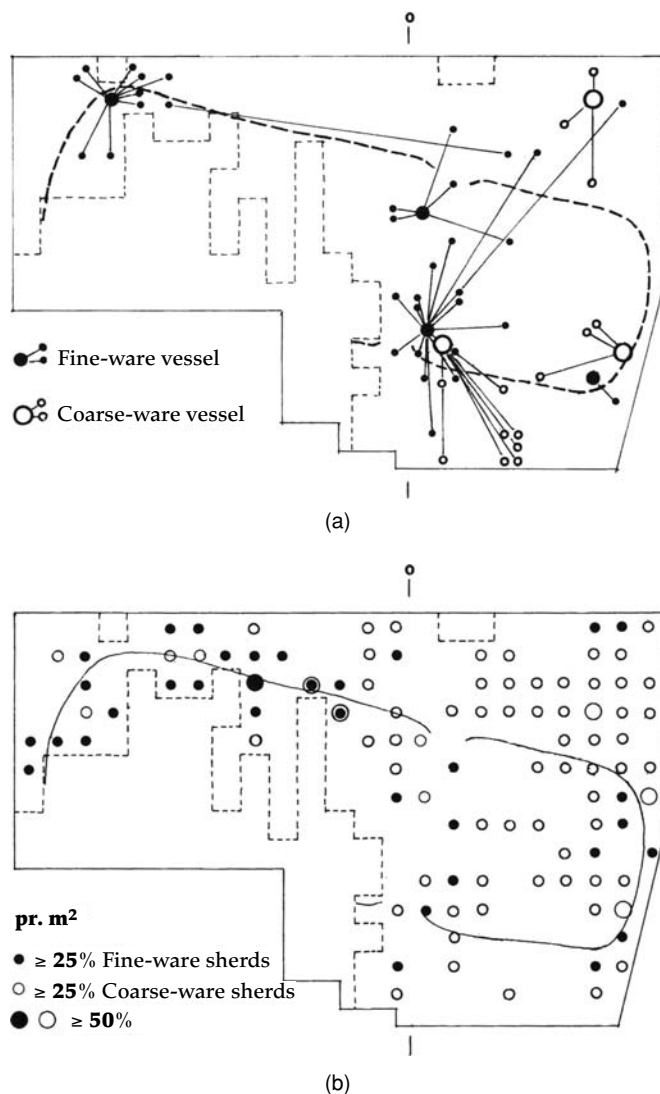 o
Fine-ware vessel
Coarse-ware vessel
(a)
o
pr. m²
≥ 25% Fine-ware sherds
≥ 25% Coarse-ware sherds
≥ 50%
(b)